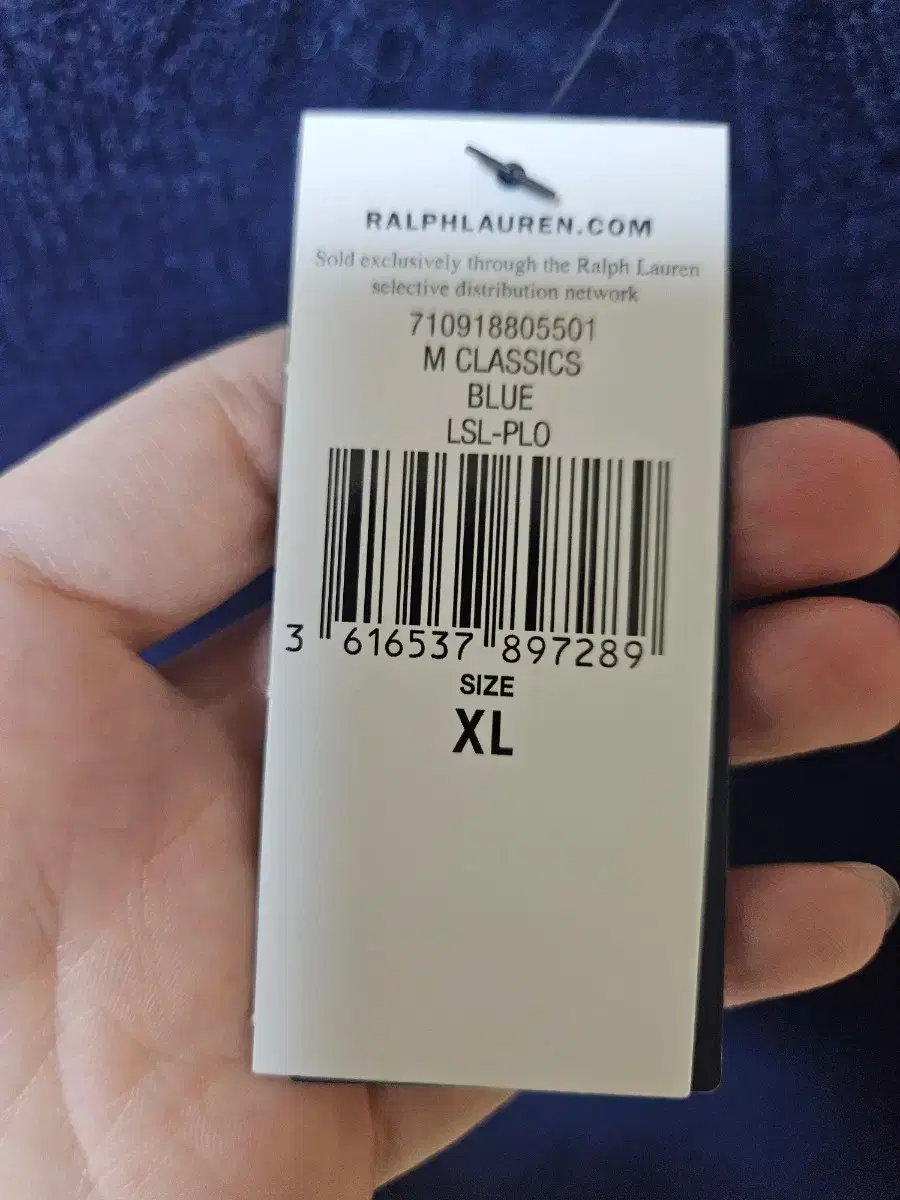 RALPHLAUREN.COM
Sold exclusively through the Ralph Lauren
selective distribution network
710918805501
M CLASSICS
BLUE
LSL-PLO
3 616537 897289
SIZE
XL